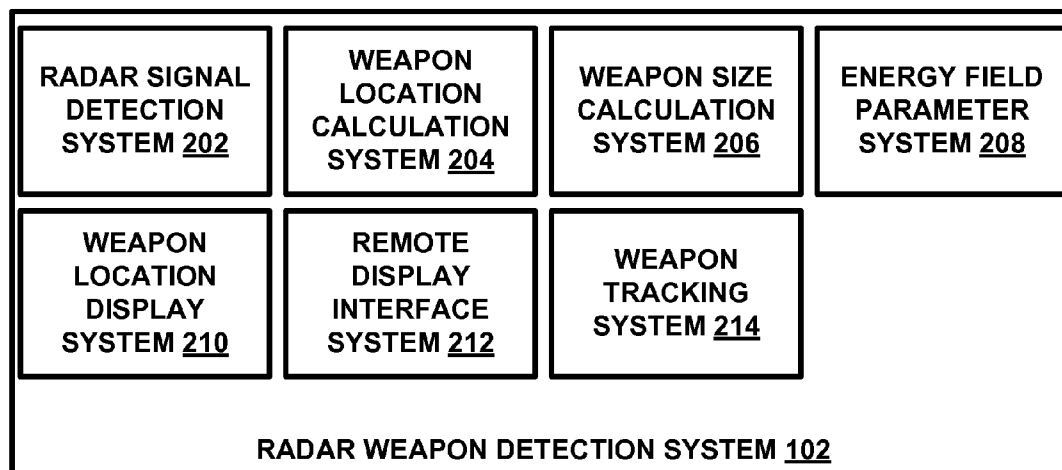 RADAR SIGNAL
DETECTION
SYSTEM 202
WEAPON
LOCATION
CALCULATION
SYSTEM 204
WEAPON SIZE
CALCULATION
SYSTEM 206
ENERGY FIELD
PARAMETER
SYSTEM 208
WEAPON
LOCATION
DISPLAY
SYSTEM 210
REMOTE
DISPLAY
INTERFACE
SYSTEM 212
WEAPON
TRACKING
SYSTEM 214
RADAR WEAPON DETECTION SYSTEM 102